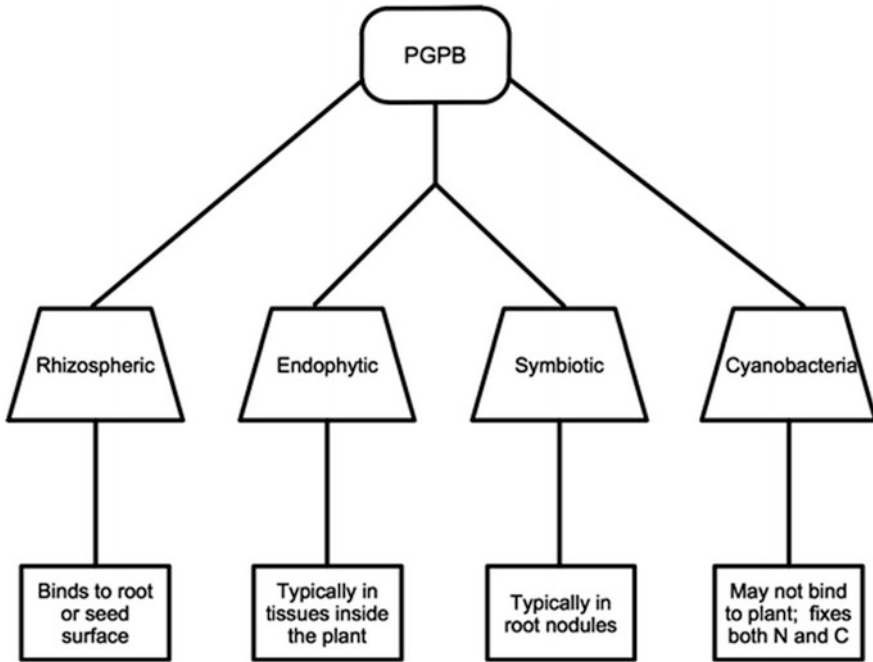 PGPB
Rhizospheric
Endophytic
Symbiotic
Cyanobacteria
Binds to root
or seed
surface
Typically in
tissues inside
the plant
Typically in
root nodules
May not bind
to plant; fixes
both N and C